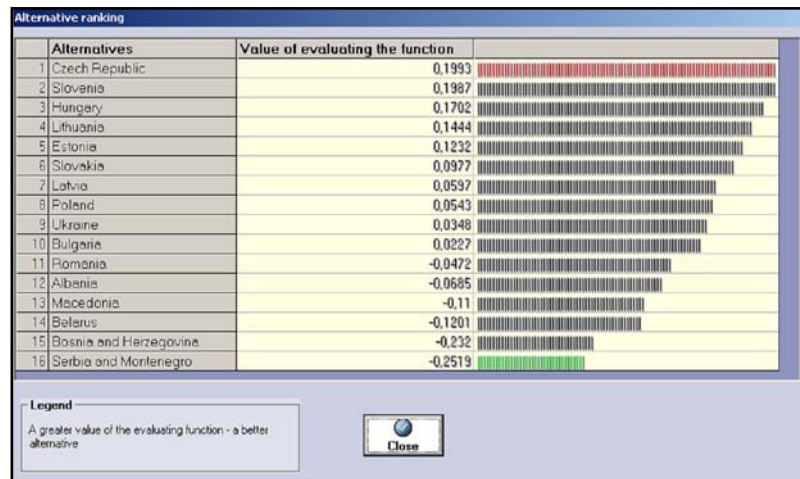 Alternative ranking
Alternatives Value of evaluating the function
1 Czech Republic 0,1993
2 Slovenia 0,1987
3 Hungary 0,1702
4 Lithuania 0,1444
5 Estonia 0,1232
6 Slovakia 0,0977
7 Latvia 0,0597
8 Poland 0,0543
9 Ukraine 0,0348
10 Bulgaria 0,0227
11 Romania -0,0472
12 Albania -0,0685
13 Macedonia -0,11
14 Belarus -0,1201
15 Bosnia and Herzegovina -0,232
16 Serbia and Montenegro -0,2519
Legend
A greater value of the evaluating function - a better
alternative
Close